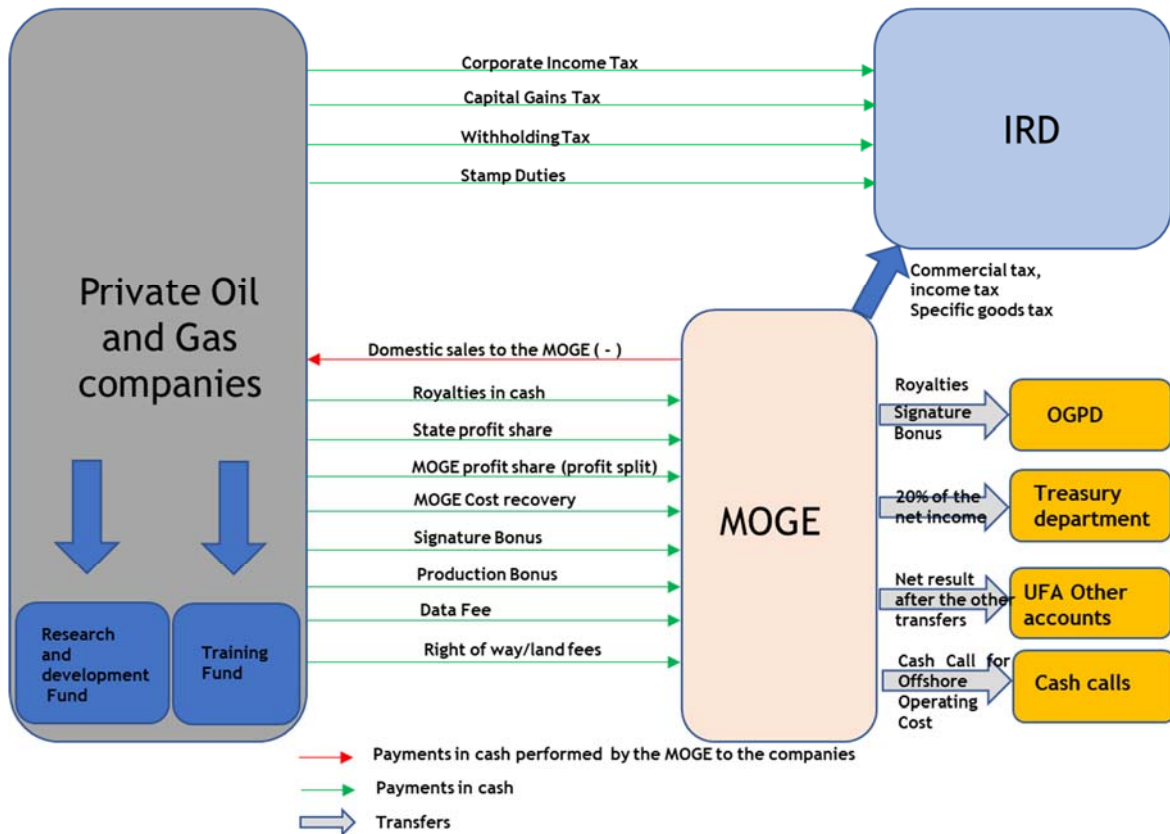 Corporate Income Tax
Capital Gains Tax
Withholding Tax
Stamp Duties
IRD
Private Oil
and Gas
companies
Commercial tax,
income tax
Specific goods tax
Domestic sales to the MOGE ( - )
Royalties in cash
State profit share
MOGE profit share (profit split)
MOGE Cost recovery
Signature Bonus
Production Bonus
Data Fee
Right of way/land fees
MOGE
Royalties
Signature
Bonus
OGPD
20% of the
net income
Treasury
department
Net result
after the other
transfers
UFA Other
accounts
Cash Call for
Offshore
Operating
Cost
Cash calls
Research
and
development
Fund
Training
Fund
Payments in cash performed by the MOGE to the companies
Payments in cash
Transfers